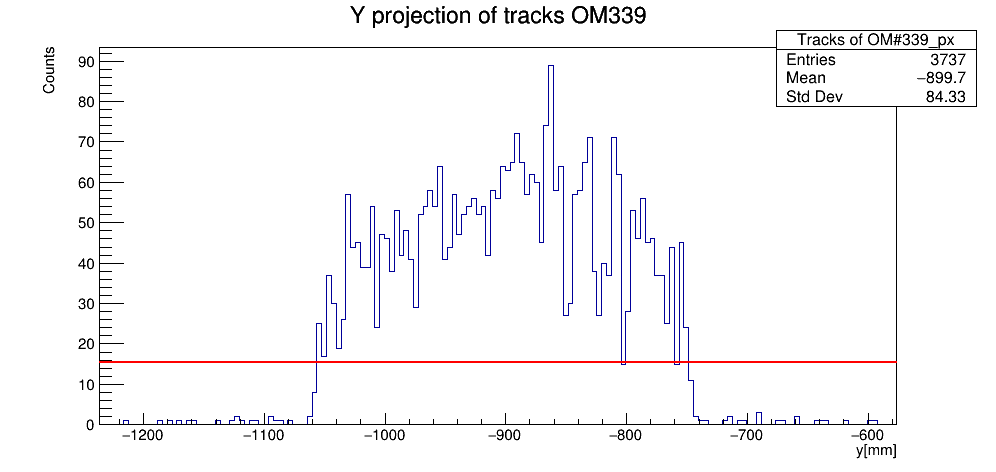 Y projection of tracks OM339
Tracks of OM#339_px
Entries 3737
Mean −899.7
Std Dev 84.33
Counts
90
80
70
60
50
40
30
20
10
0
−1200 −1100 −1000 −900 −800 −700 −600
y[mm]